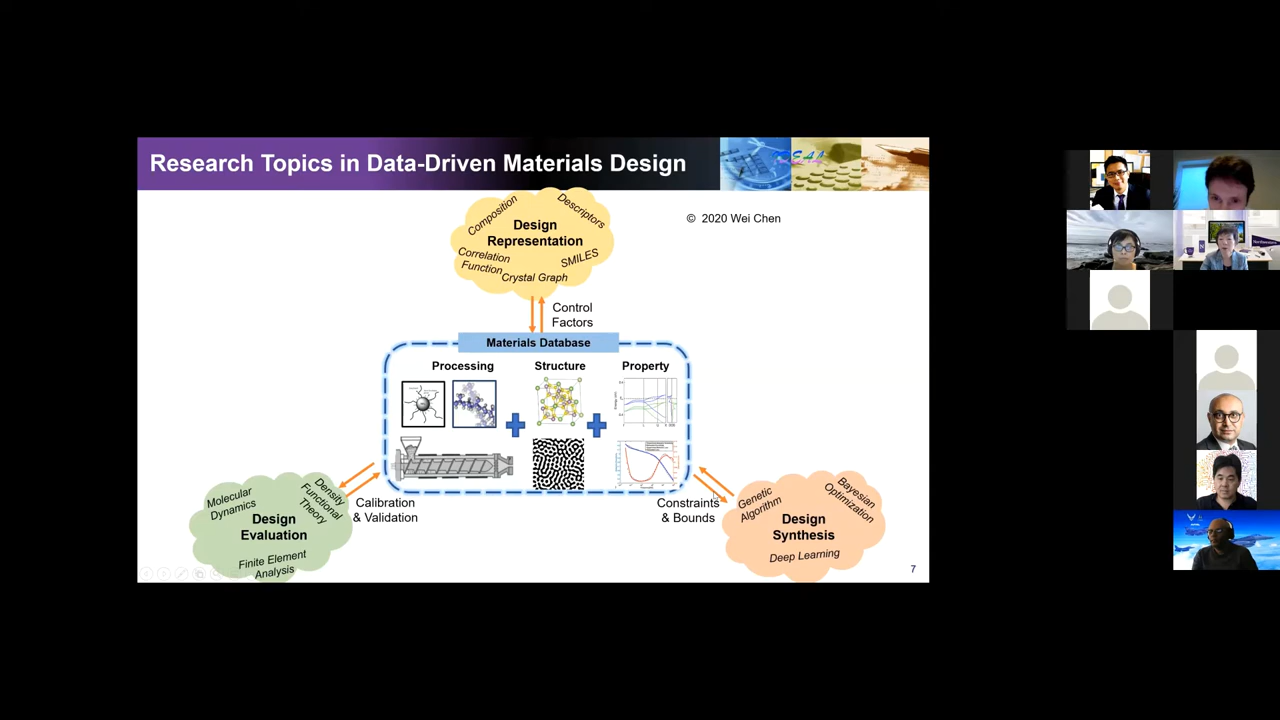 Research Topics in Data-Driven Materials Design
IDEAL
© 2020 Wei Chen
Composition
Descriptors
Design
Representation
Correlation
Function
SMILES
Crystal Graph
Control
Factors
Materials Database
Processing
Structure
Property
Calibration
& Validation
Constraints
& Bounds
Molecular
Dynamics
Density
Functional
Theory
Design
Evaluation
Finite Element
Analysis
Genetic
Algorithm
Bayesian
Optimization
Design
Synthesis
Deep Learning
7
Northwestern